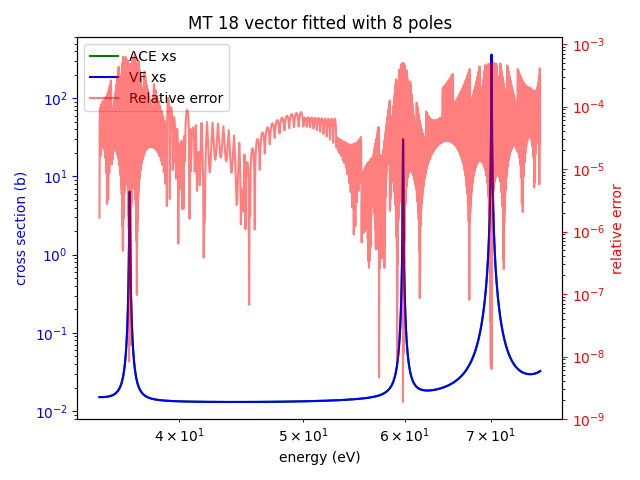 MT 18 vector fitted with 8 poles
ACE xs
VF xs
Relative error
cross section (b)
10²
10¹
10⁰
10⁻¹
10⁻²
10⁻³
10⁻⁴
10⁻⁵
10⁻⁶
10⁻⁷
10⁻⁸
10⁻⁹
relative error
4 × 10¹ 5 × 10¹ 6 × 10¹ 7 × 10¹
energy (eV)